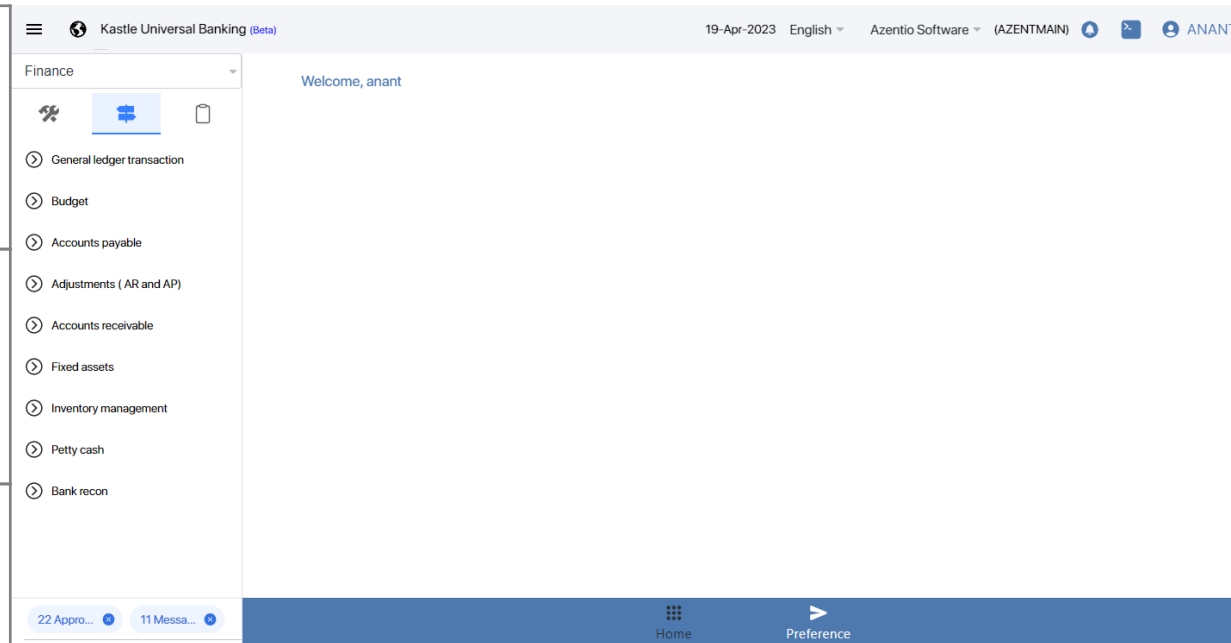 Kastle Universal Banking (Beta)
19-Apr-2023 English Azentio Software (AZENTMAIN) ANANT
Finance
Welcome, anant
General ledger transaction
Budget
Accounts payable
Adjustments ( AR and AP)
Accounts receivable
Fixed assets
Inventory management
Petty cash
Bank recon
22 Appro... 11 Messa...
Home Preference